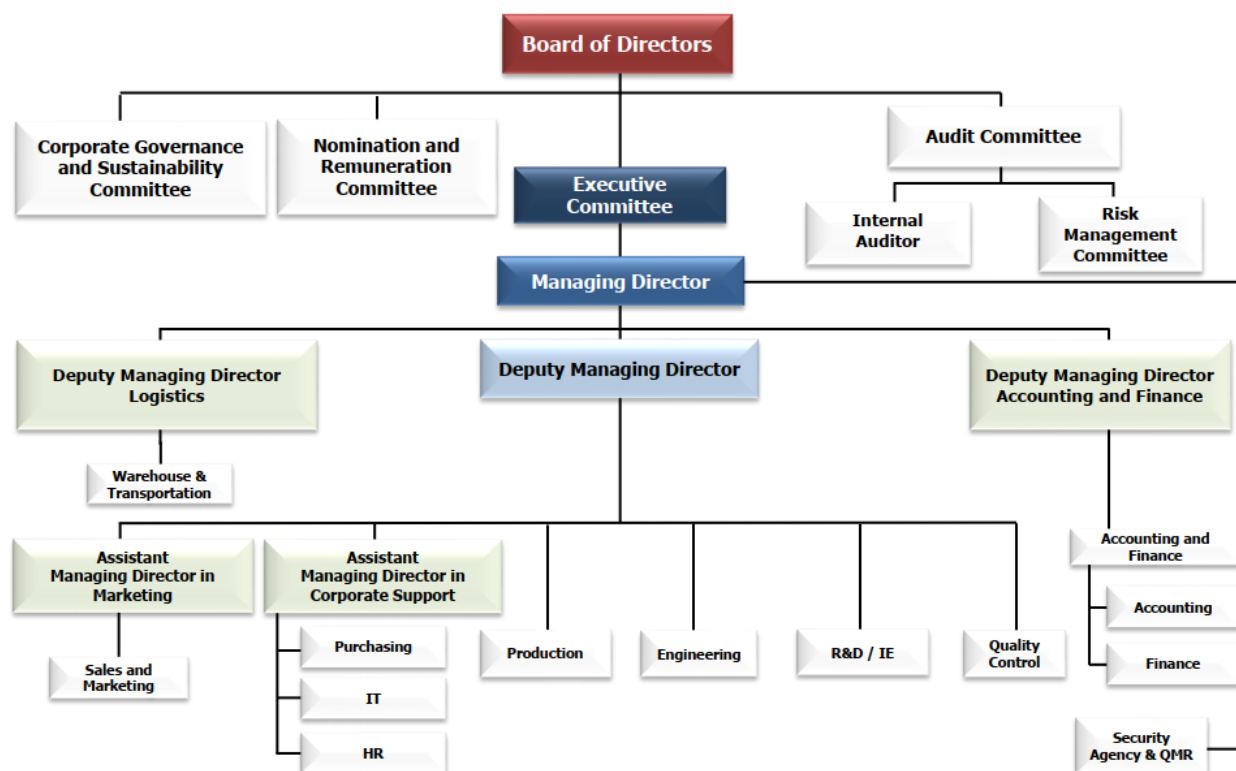 Board of Directors
Corporate Governance
and Sustainability
Committee
Nomination and
Remuneration
Committee
Executive
Committee
Audit Committee
Internal
Auditor
Risk
Management
Committee
Managing Director
Deputy Managing Director
Logistics
Deputy Managing Director
Deputy Managing Director
Accounting and Finance
Warehouse &
Transportation
Assistant
Managing Director in
Marketing
Assistant
Managing Director in
Corporate Support
Accounting and
Finance
Sales and
Marketing
Purchasing
IT
HR
Production
Engineering
R&D / IE
Quality
Control
Accounting
Finance
Security
Agency & QMR